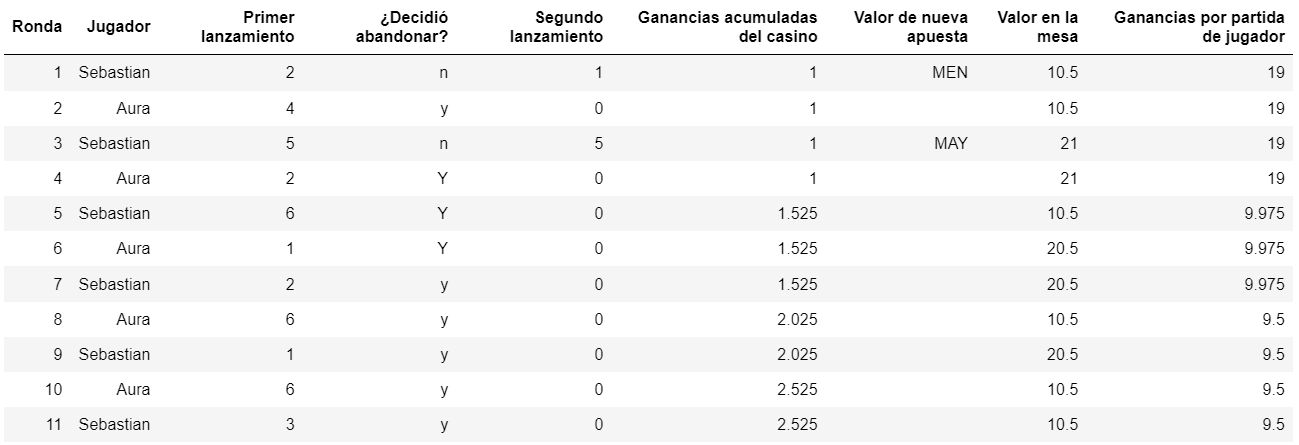 Ronda Jugador Primer lanzamiento ¿Decidió abandonar? Segundo lanzamiento Ganancias acumuladas del casino Valor de nueva apuesta Valor en la mesa Ganancias por partida de jugador
1 Sebastian 2 n 1 1 MEN 10.5 19
2 Aura 4 y 0 1 10.5 19
3 Sebastian 5 n 5 1 MAY 21 19
4 Aura 2 Y 0 1 21 19
5 Sebastian 6 Y 0 1.525 10.5 9.975
6 Aura 1 Y 0 1.525 20.5 9.975
7 Sebastian 2 y 0 1.525 20.5 9.975
8 Aura 6 y 0 2.025 10.5 9.5
9 Sebastian 1 y 0 2.025 20.5 9.5
10 Aura 6 y 0 2.525 10.5 9.5
11 Sebastian 3 y 0 2.525 10.5 9.5